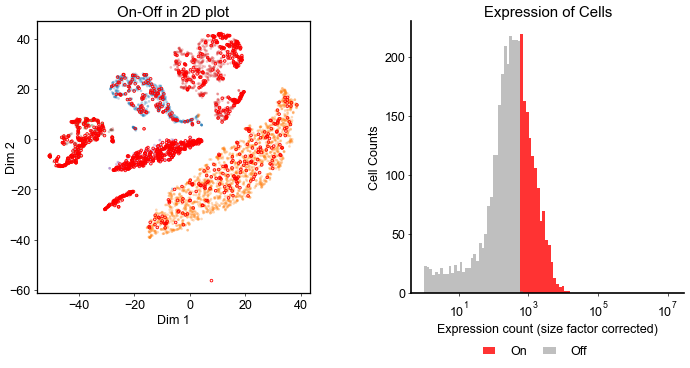 On-Off in 2D plot
Dim 2
40
20
0
−20
−40
−60
−40
−20
0
20
40
Dim 1
Expression of Cells
Cell Counts
200
150
100
50
0
10^1
10^3
10^5
10^7
Expression count (size factor corrected)
On
Off